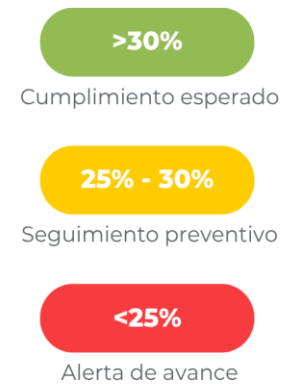 >30%
Cumplimiento esperado
25% - 30%
Seguimiento preventivo
<25%
Alerta de avance